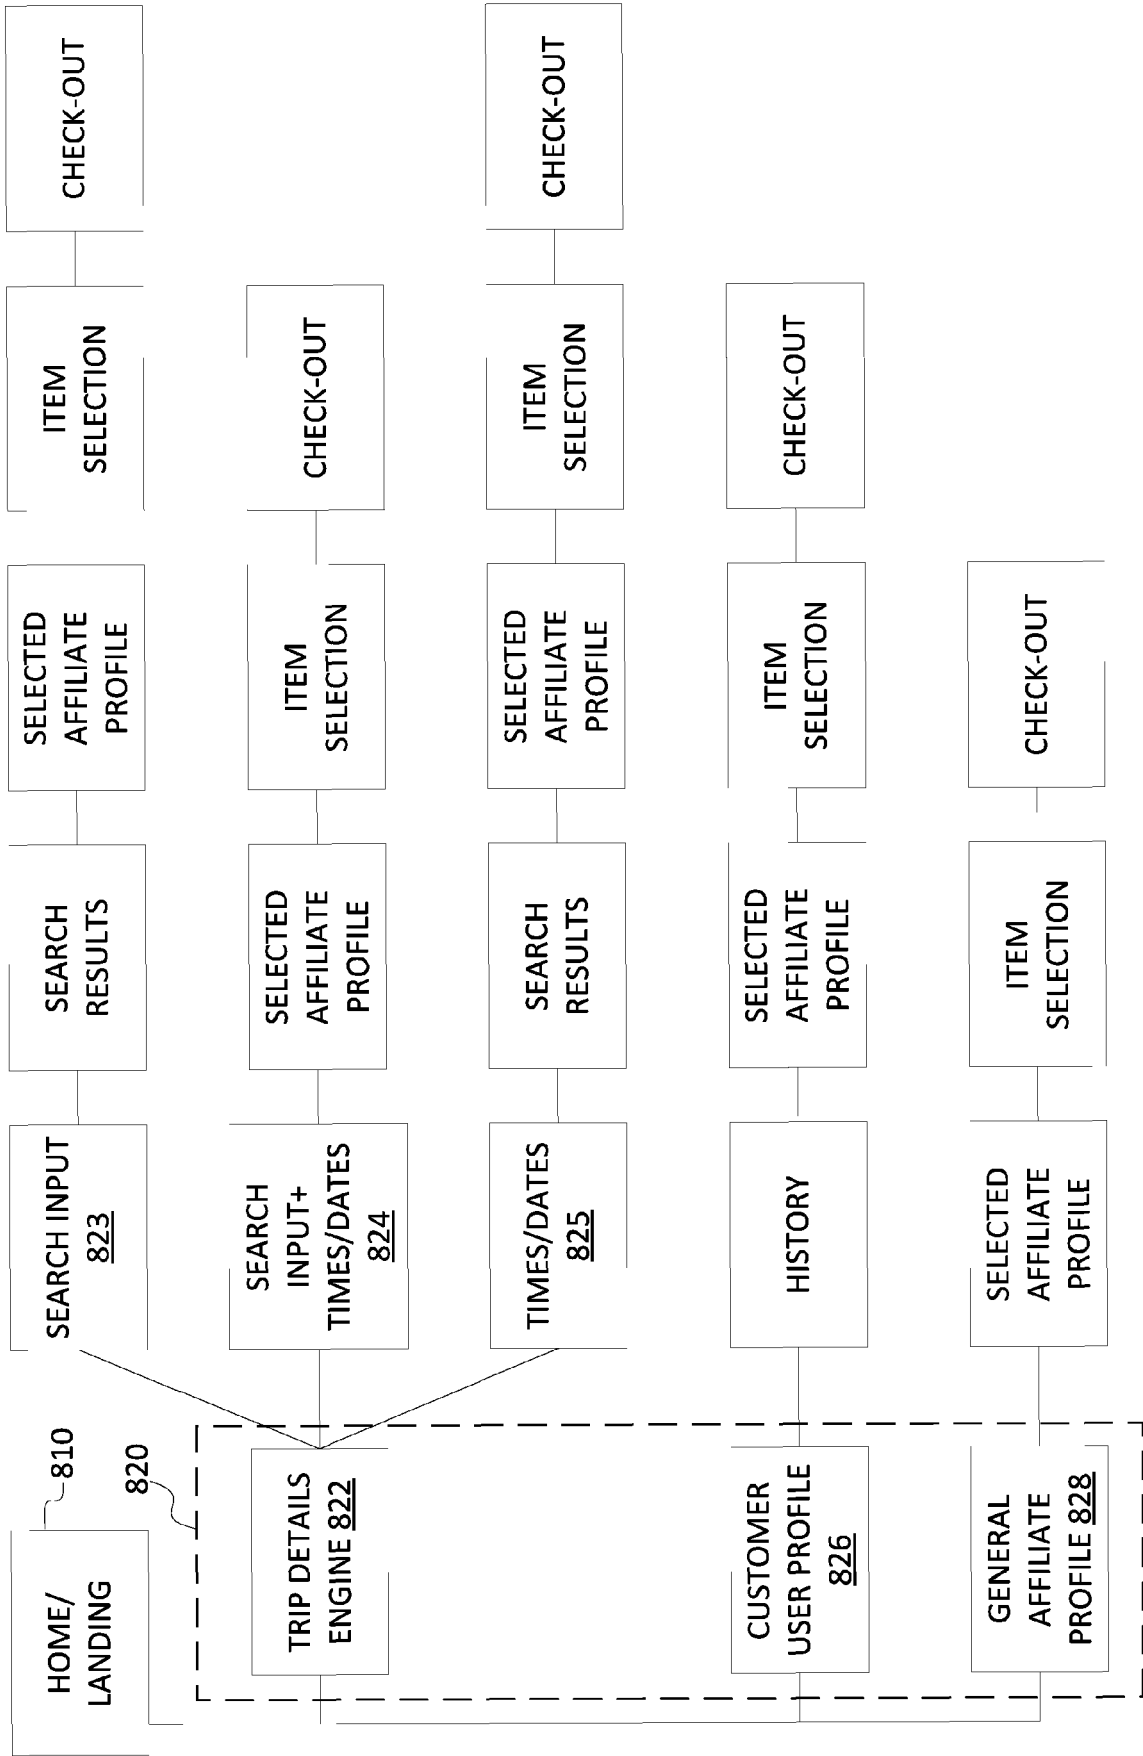 HOME/
LANDING
810
820
TRIP DETAILS
ENGINE 822
CUSTOMER
USER PROFILE
826
GENERAL
AFFILIATE
PROFILE 828
SEARCH INPUT
823
SEARCH
RESULTS
SELECTED
AFFILIATE
PROFILE
ITEM
SELECTION
CHECK-OUT
SEARCH
INPUT+
TIMES/DATES
824
SELECTED
AFFILIATE
PROFILE
ITEM
SELECTION
CHECK-OUT
TIMES/DATES
825
SEARCH
RESULTS
SELECTED
AFFILIATE
PROFILE
ITEM
SELECTION
CHECK-OUT
HISTORY
SELECTED
AFFILIATE
PROFILE
ITEM
SELECTION
CHECK-OUT
SELECTED
AFFILIATE
PROFILE
ITEM
SELECTION
CHECK-OUT